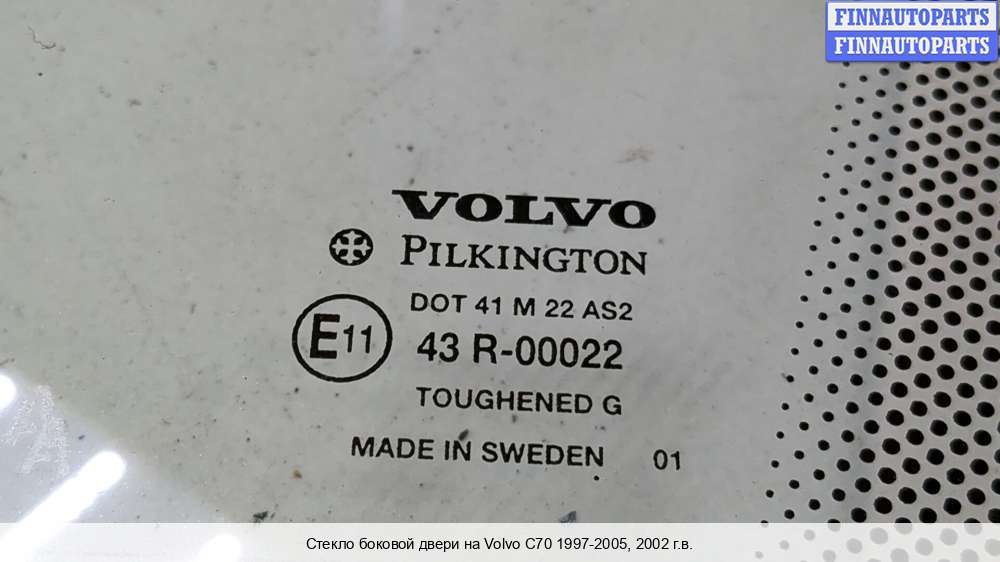 FINNAUTOPARTS
FINNAUTOPARTS
VOLVO
PILKINGTON
DOT 41 M 22 AS2
E11
43 R-00022
TOUGHENED G
MADE IN SWEDEN 01
Стекло боковой двери на Volvo C70 1997-2005, 2002 г.в.